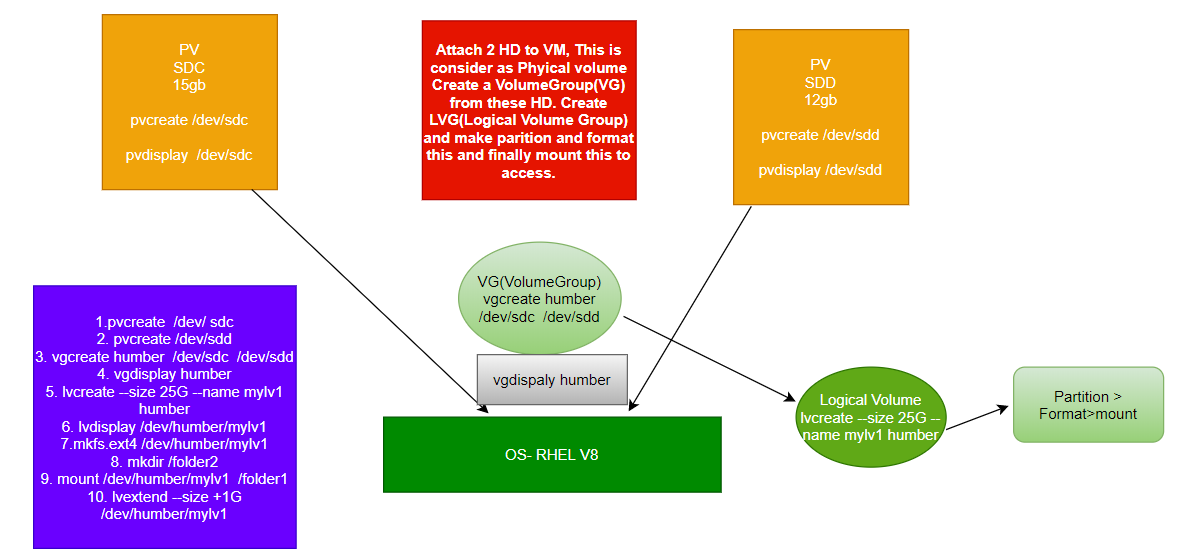 PV
SDC
15gb
pvcreate /dev/sdc
pvdisplay  /dev/sdc
Attach 2 HD to VM, This is
consider as Phyical volume
Create a VolumeGroup(VG)
from these HD. Create
LVG(Logical Volume Group)
and make parition and format
this and finally mount this to
access.
PV
SDD
12gb
pvcreate /dev/sdd
pvdisplay /dev/sdd
VG(VolumeGroup)
vgcreate humber
/dev/sdc  /dev/sdd
vgdispaly humber
1.pvcreate  /dev/ sdc
2. pvcreate /dev/sdd
3. vgcreate humber  /dev/sdc  /dev/sdd
4. vgdisplay humber
5. lvcreate --size 25G --name mylv1
humber
6. lvdisplay /dev/humber/mylv1
7.mkfs.ext4 /dev/humber/mylv1
8. mkdir /folder2
9. mount /dev/humber/mylv1  /folder1
10. lvextend --size +1G
/dev/humber/mylv1
OS- RHEL V8
Logical Volume
lvcreate --size 25G --
name mylv1 humber
Partition >
Format>mount